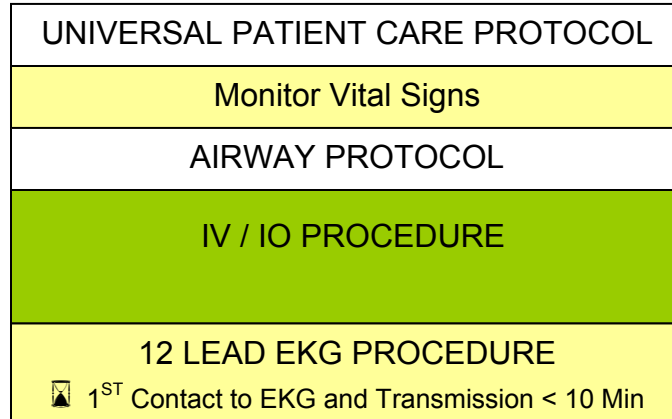 UNIVERSAL PATIENT CARE PROTOCOL
Monitor Vital Signs
AIRWAY PROTOCOL
IV / IO PROCEDURE
12 LEAD EKG PROCEDURE
⌛ 1ST Contact to EKG and Transmission < 10 Min